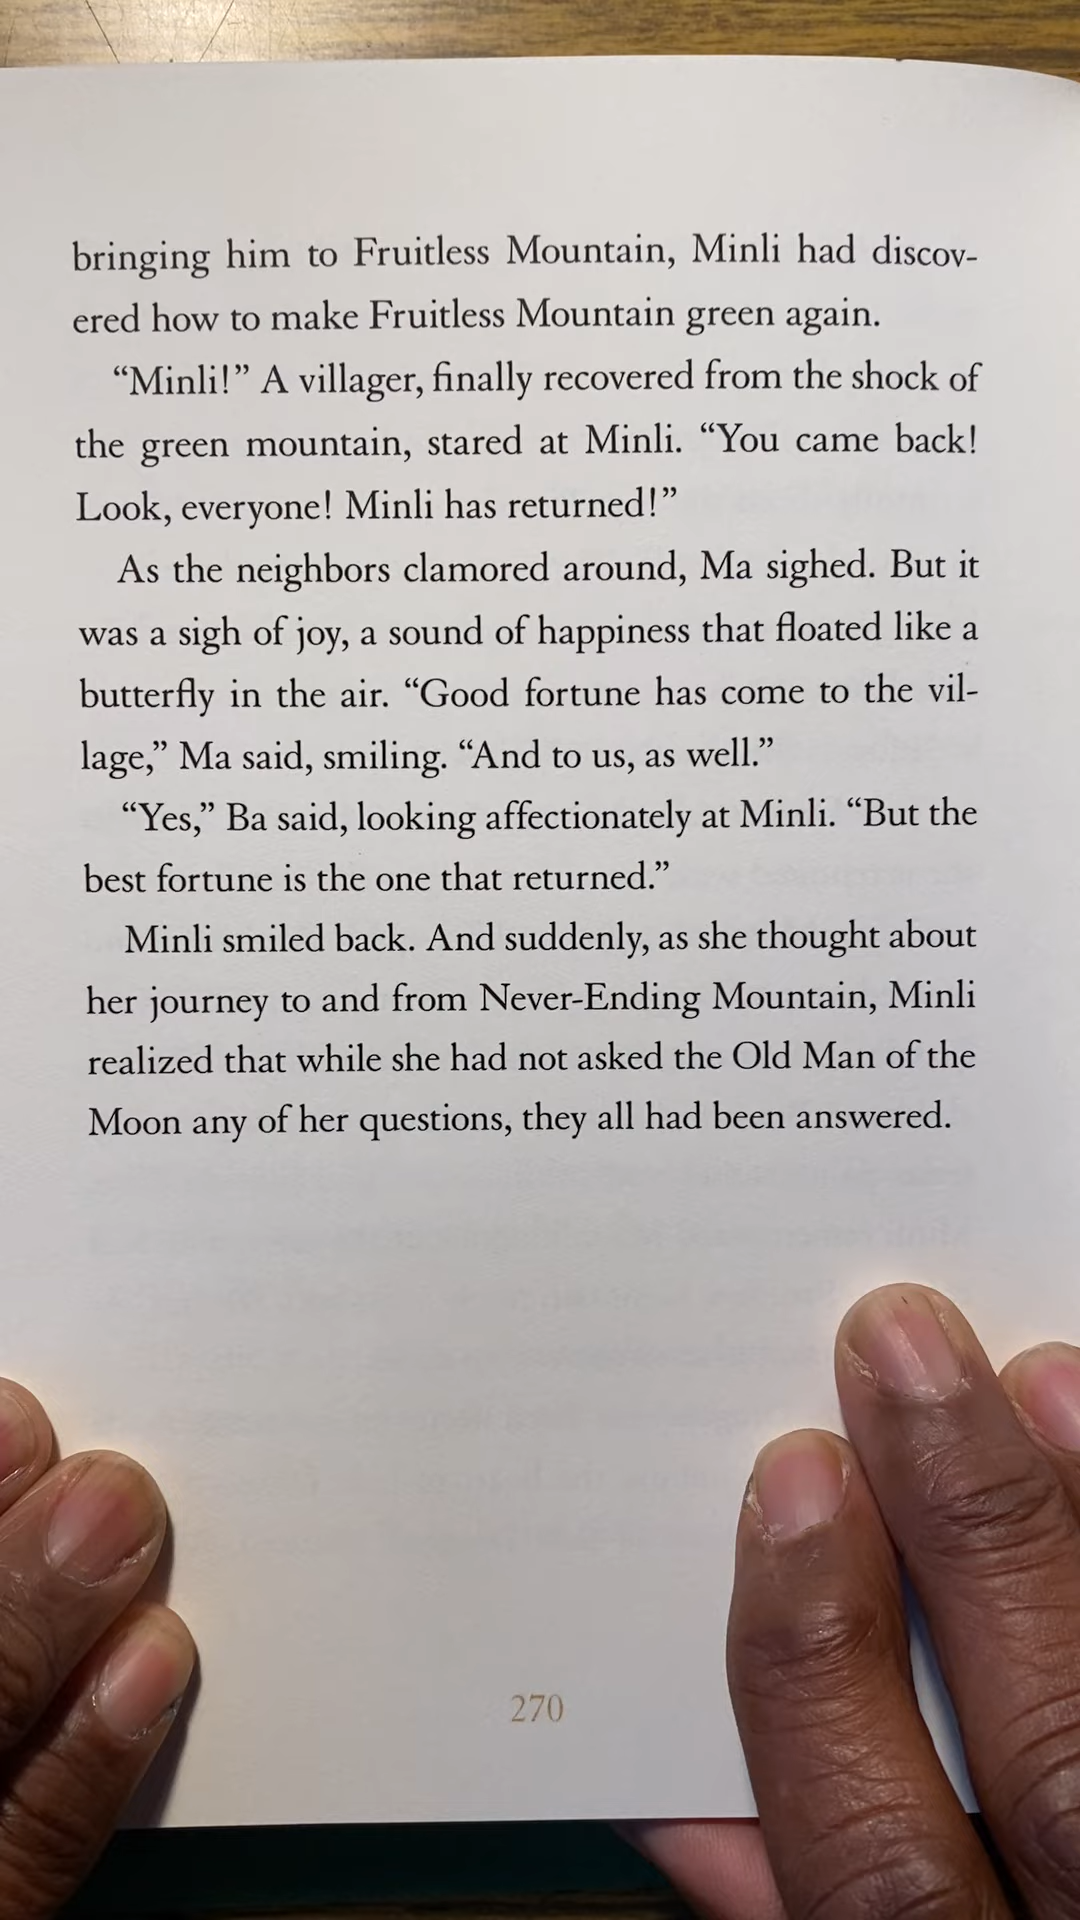 bringing him to Fruitless Mountain, Minli had discov-
ered how to make Fruitless Mountain green again.
“Minli!” A villager, finally recovered from the shock of
the green mountain, stared at Minli. “You came back!
Look, everyone! Minli has returned!”
As the neighbors clamored around, Ma sighed. But it
was a sigh of joy, a sound of happiness that floated like a
butterfly in the air. “Good fortune has come to the vil-
lage,” Ma said, smiling. “And to us, as well.”
“Yes,” Ba said, looking affectionately at Minli. “But the
best fortune is the one that returned.”
Minli smiled back. And suddenly, as she thought about
her journey to and from Never-Ending Mountain, Minli
realized that while she had not asked the Old Man of the
Moon any of her questions, they all had been answered.
270